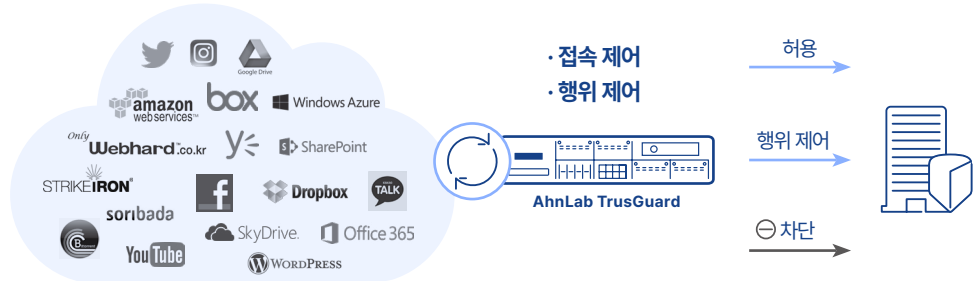 Google Drive
amazon
web services™
box
Windows Azure
Only
Webhard™.co.kr
SharePoint
STRIKEIRON®
Dropbox
TALK
soribada
SkyDrive.
Office 365
YouTube
WORDPRESS
· 접속 제어
· 행위 제어
AhnLab TrusGuard
허용
행위 제어
차단